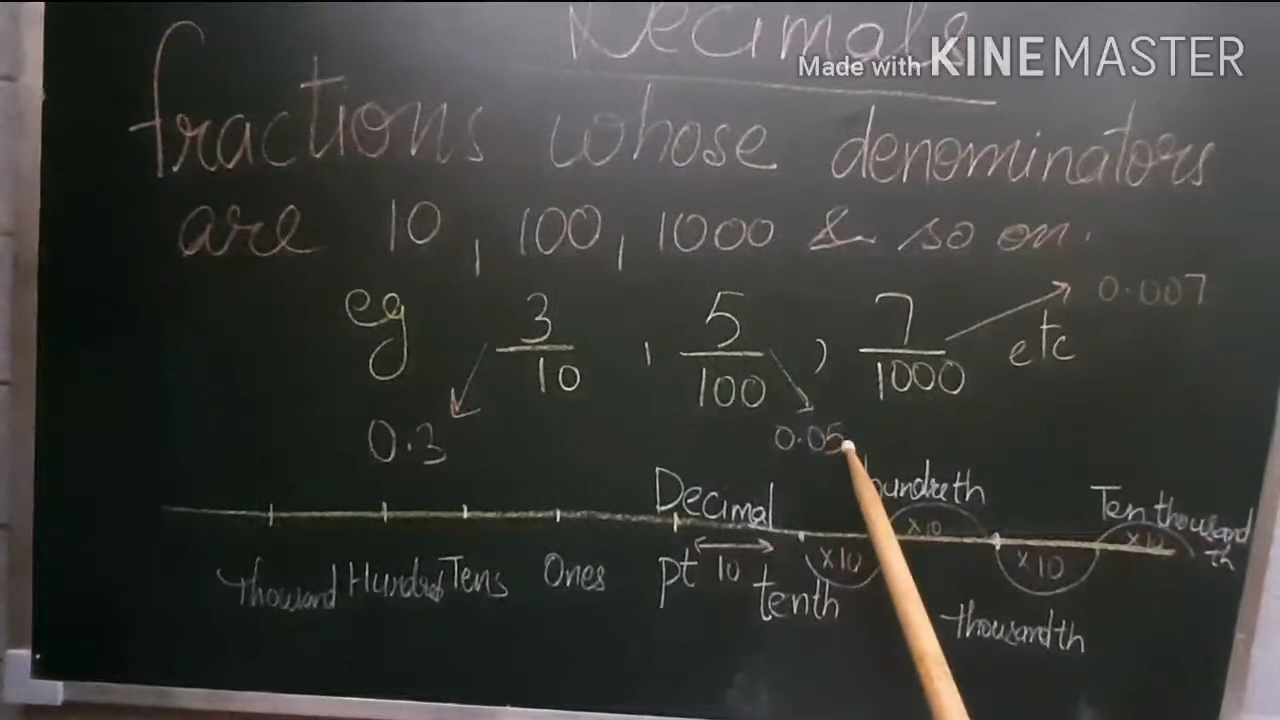 Decimals
Made with KINEMASTER
fractions whose denominators
are 10, 100, 1000 & so on.
eg 3/10, 5/100, 7/1000 etc 0.007
0.3 0.05
Decimal hundreth Ten thousand
x10 x10 x10 x10 th
Thousand Hundred Tens Ones pt 10 tenth
thousandth